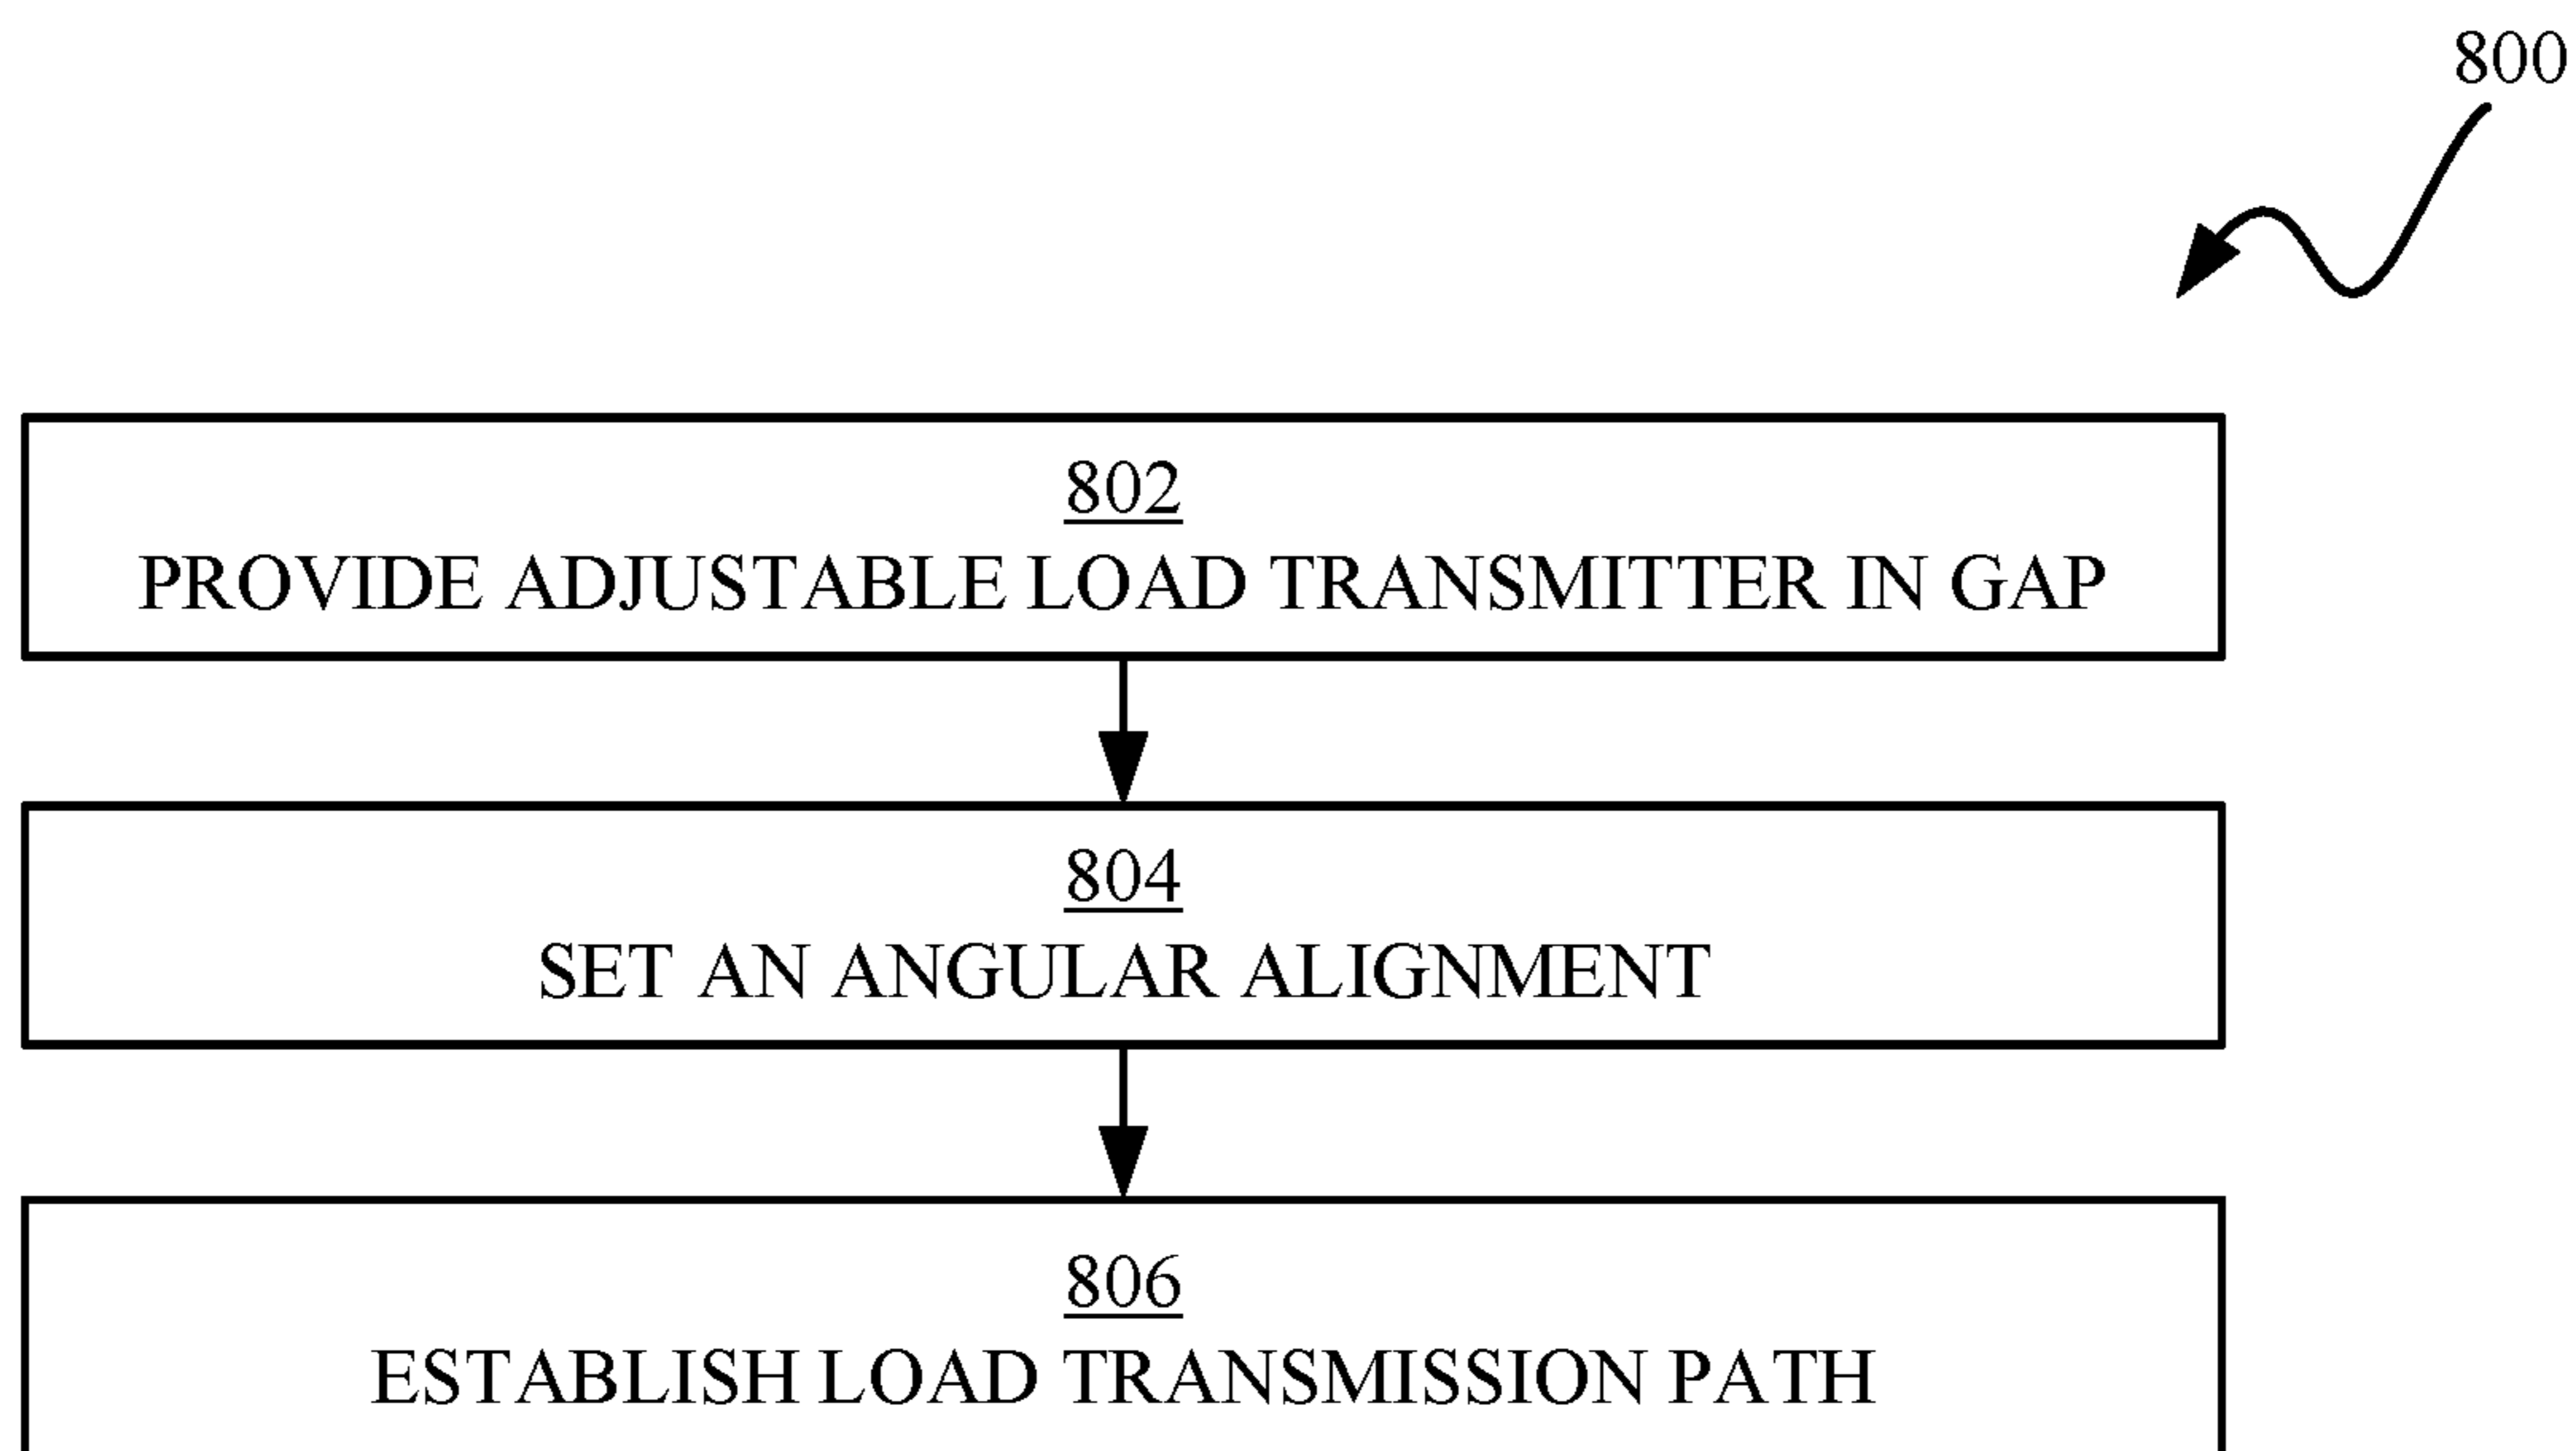 800
802
PROVIDE ADJUSTABLE LOAD TRANSMITTER IN GAP
804
SET AN ANGULAR ALIGNMENT
806
ESTABLISH LOAD TRANSMISSION PATH